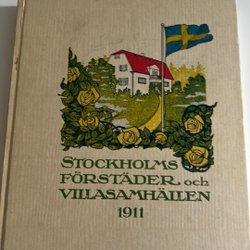 STOCKHOLMS
FÖRSTÄDER och
VILLASAMHÄLLEN
1911